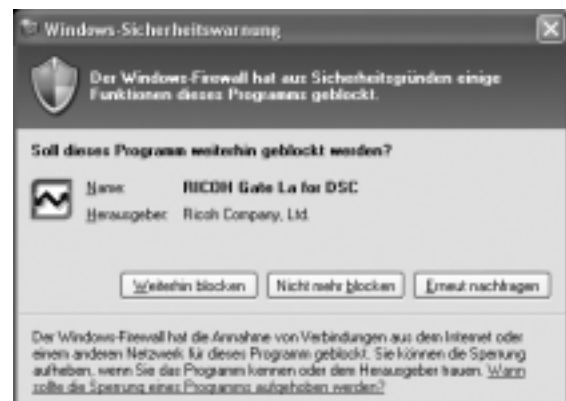 Windows-Sicherheitswarnung
Der Windows-Firewall hat aus Sicherheitsgründen einige
Funktionen dieses Programms geblockt.
Soll dieses Programm weiterhin geblockt werden?
Name: RICOH Gate La for DSC
Herausgeber: Ricoh Company, Ltd.
Weiterhin blocken Nicht mehr blocken Erneut nachfragen
Der Windows-Firewall hat die Annahme von Verbindungen aus dem Internet oder
einem anderen Netzwerk für dieses Programm geblockt. Sie können die Sperrung
aufheben, wenn Sie das Programm kennen oder dem Herausgeber trauen. Wann
sollte die Sperrung eines Programms aufgehoben werden?